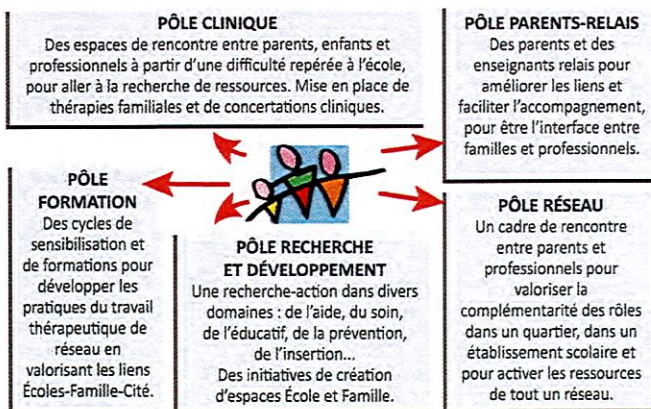 PÔLE CLINIQUE
Des espaces de rencontre entre parents, enfants et
professionnels à partir d'une difficulté repérée à l'école,
pour aller à la recherche de ressources. Mise en place de
thérapies familiales et de concertations cliniques.
PÔLE PARENTS-RELAIS
Des parents et des
enseignants relais pour
améliorer les liens et
faciliter l'accompagnement,
pour être l'interface entre
familles et professionnels.
PÔLE
FORMATION
Des cycles de
sensibilisation et
de formations pour
développer les
pratiques du travail
thérapeutique de
réseau en
valorisant les liens
Écoles-Famille-Cité.
PÔLE RECHERCHE
ET DÉVELOPPEMENT
Une recherche-action dans divers
domaines : de l'aide, du soin,
de l'éducatif, de la prévention,
de l'insertion...
Des initiatives de création
d'espaces École et Famille.
PÔLE RÉSEAU
Un cadre de rencontre
entre parents et
professionnels pour
valoriser la
complémentarité des rôles
dans un quartier, dans un
établissement scolaire et
pour activer les ressources
de tout un réseau.